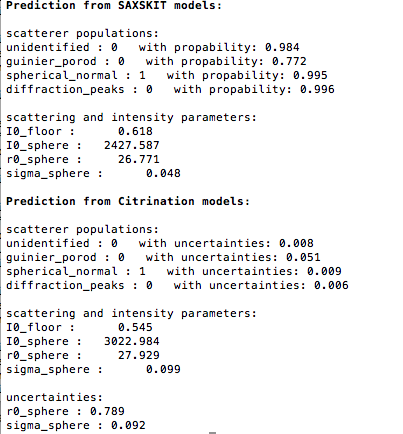 Prediction from SAXSKIT models:
scatterer populations:
unidentified : 0   with propability: 0.984
guinier_porod : 0   with propability: 0.772
spherical_normal : 1   with propability: 0.995
diffraction_peaks : 0   with propability: 0.996
scattering and intensity parameters:
I0_floor :      0.618
I0_sphere :   2427.587
r0_sphere :     26.771
sigma_sphere :      0.048
Prediction from Citrination models:
scatterer populations:
unidentified : 0   with uncertainties: 0.008
guinier_porod : 0   with uncertainties: 0.051
spherical_normal : 1   with uncertainties: 0.009
diffraction_peaks : 0   with uncertainties: 0.006
scattering and intensity parameters:
I0_floor :      0.545
I0_sphere :   3022.984
r0_sphere :     27.929
sigma_sphere :      0.099
uncertainties:
r0_sphere : 0.789
sigma_sphere : 0.092